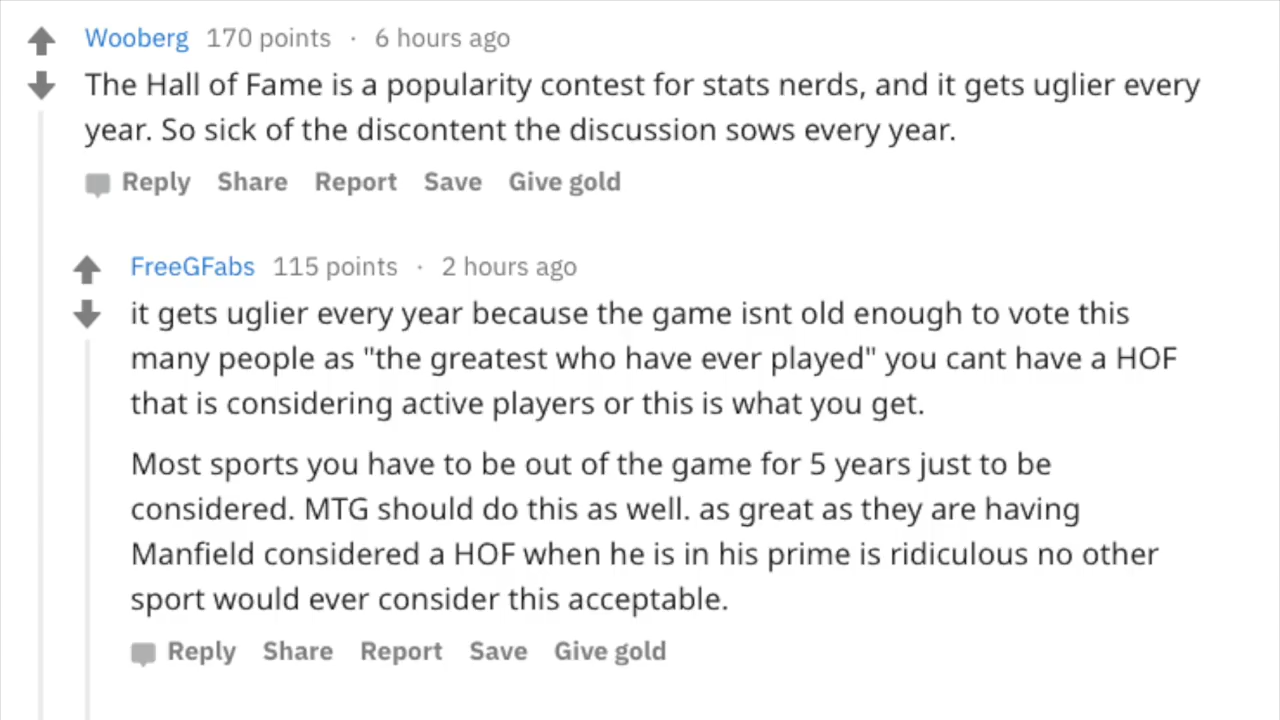 Wooberg 170 points · 6 hours ago
The Hall of Fame is a popularity contest for stats nerds, and it gets uglier every
year. So sick of the discontent the discussion sows every year.
Reply Share Report Save Give gold
FreeGFabs 115 points · 2 hours ago
it gets uglier every year because the game isnt old enough to vote this
many people as "the greatest who have ever played" you cant have a HOF
that is considering active players or this is what you get.
Most sports you have to be out of the game for 5 years just to be
considered. MTG should do this as well. as great as they are having
Manfield considered a HOF when he is in his prime is ridiculous no other
sport would ever consider this acceptable.
Reply Share Report Save Give gold